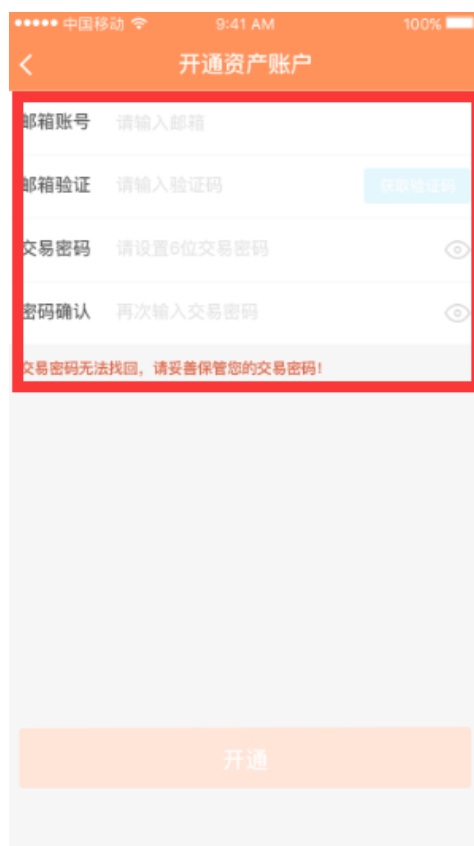 中国移动 9:41 AM 100%
开通资产账户
邮箱账号 请输入邮箱
邮箱验证 请输入验证码 获取验证码
交易密码 请设置6位交易密码
密码确认 再次输入交易密码
交易密码无法找回，请妥善保管您的交易密码！
开通